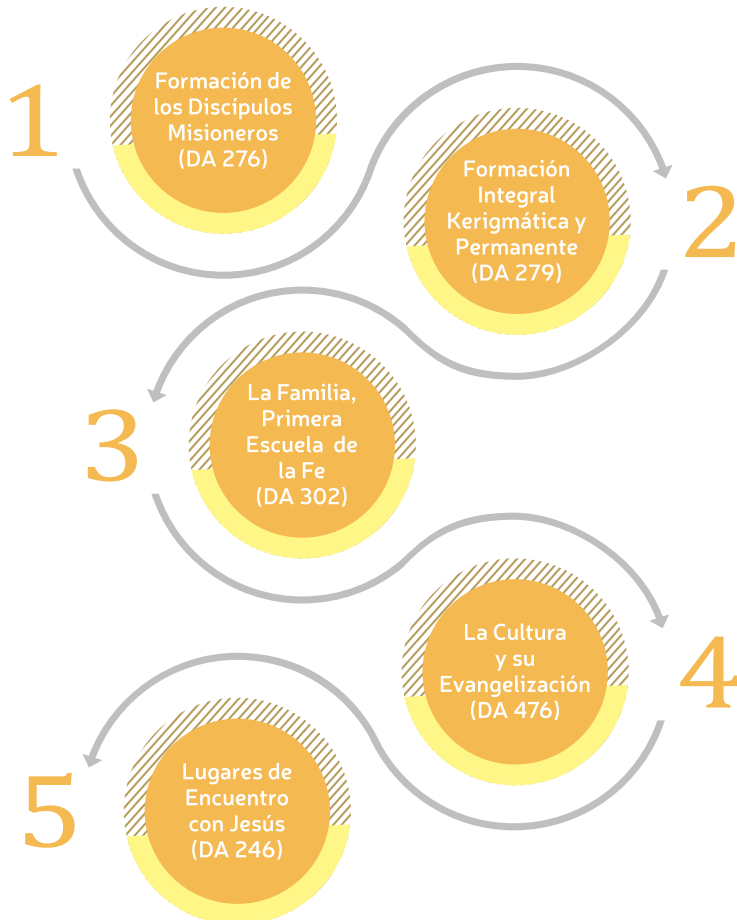 1
Formación de
los Discípulos
Misioneros
(DA 276)
2
Formación
Integral
Kerigmática y
Permanente
(DA 279)
3
La Familia,
Primera
Escuela de
la Fe
(DA 302)
4
La Cultura
y su
Evangelización
(DA 476)
5
Lugares de
Encuentro
con Jesús
(DA 246)